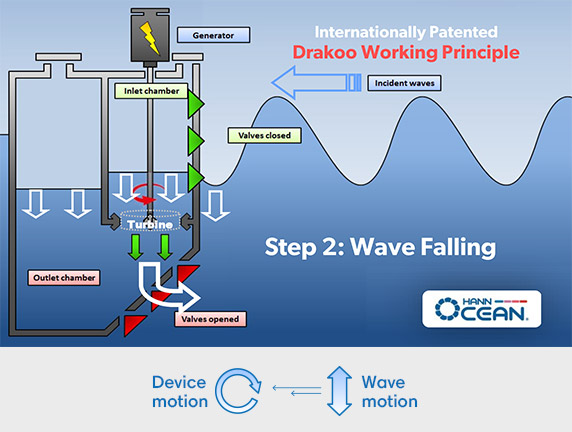 Internationally Patented
Drakoo Working Principle
Generator
Incident waves
Inlet chamber
Valves closed
Turbine
Step 2: Wave Falling
Outlet chamber
HANN
OCEAN
Valves opened
Device
motion
Wave
motion